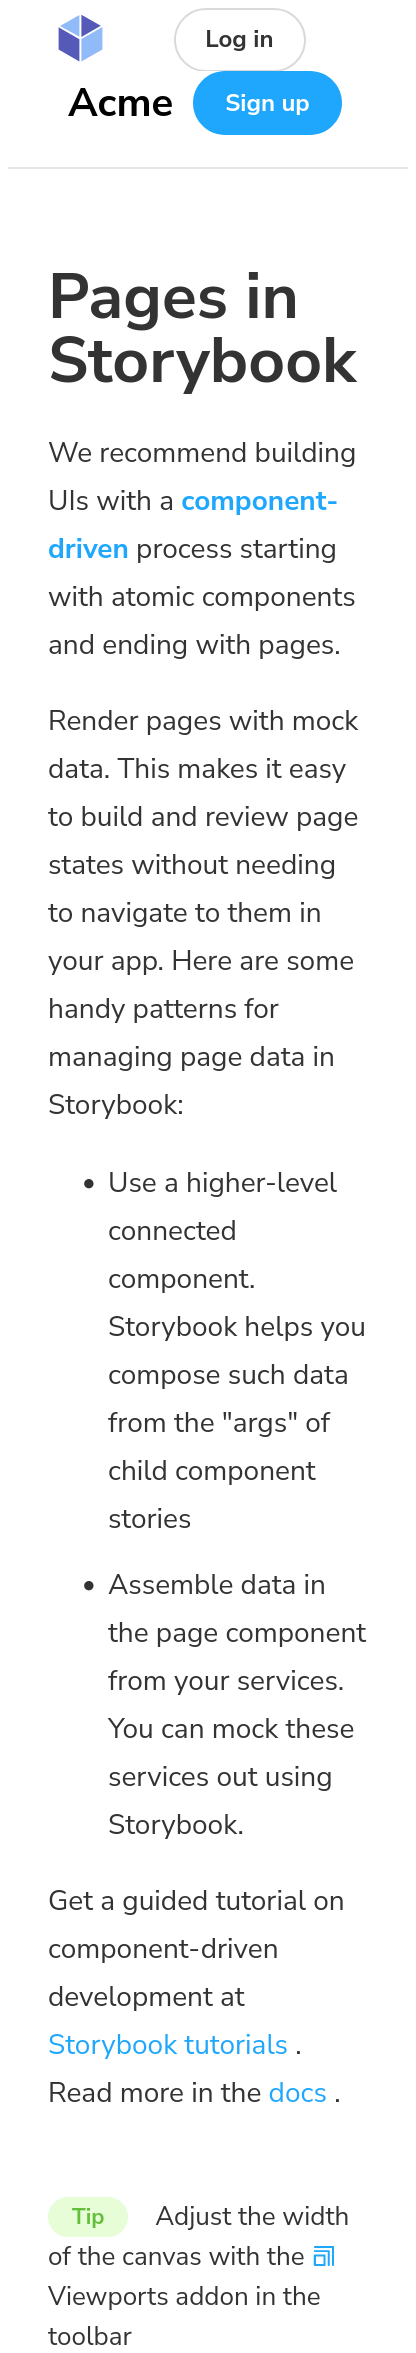 Log in
Acme
Sign up
Pages in
Storybook
We recommend building
UIs with a component-
driven process starting
with atomic components
and ending with pages.
Render pages with mock
data. This makes it easy
to build and review page
states without needing
to navigate to them in
your app. Here are some
handy patterns for
managing page data in
Storybook:
• Use a higher-level
connected
component.
Storybook helps you
compose such data
from the "args" of
child component
stories
• Assemble data in
the page component
from your services.
You can mock these
services out using
Storybook.
Get a guided tutorial on
component-driven
development at
Storybook tutorials .
Read more in the docs .
Tip Adjust the width
of the canvas with the
Viewports addon in the
toolbar